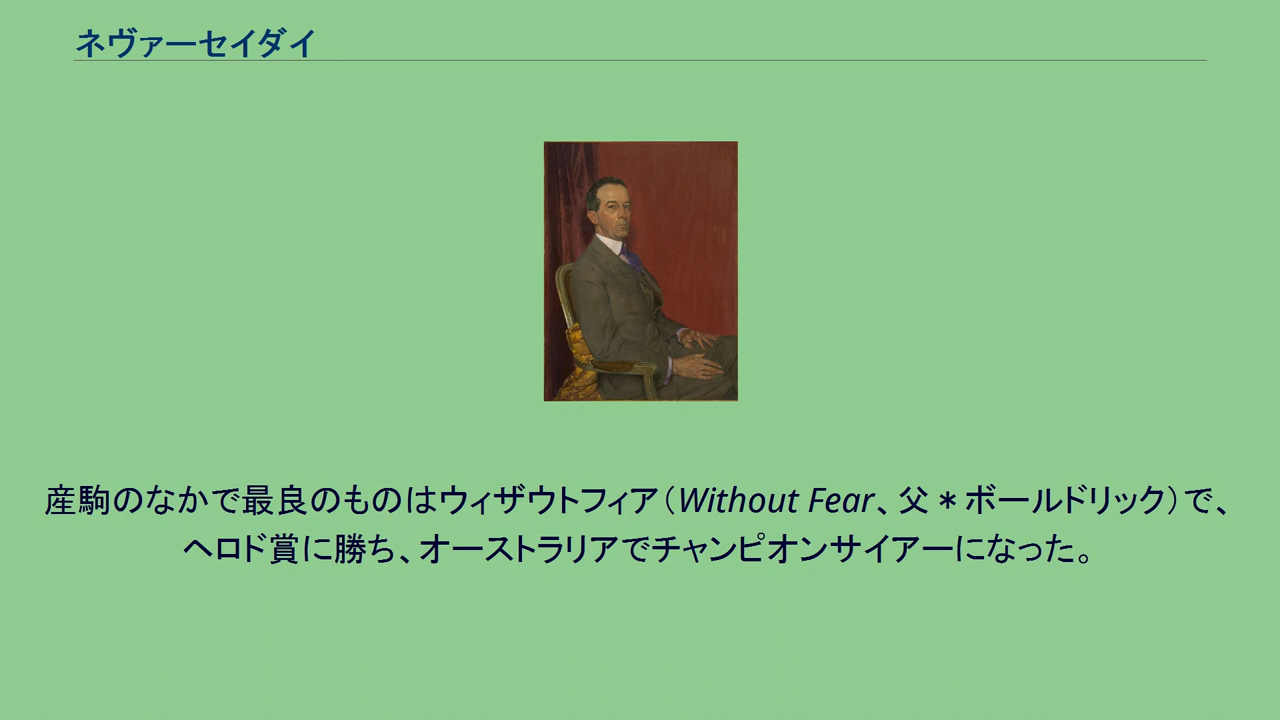 ネヴァーセイダイ
産駒のなかで最良のものはウィザウトフィア（Without Fear、父＊ボールドリック）で、
ヘロド賞に勝ち、オーストラリアでチャンピオンサイアーになった。